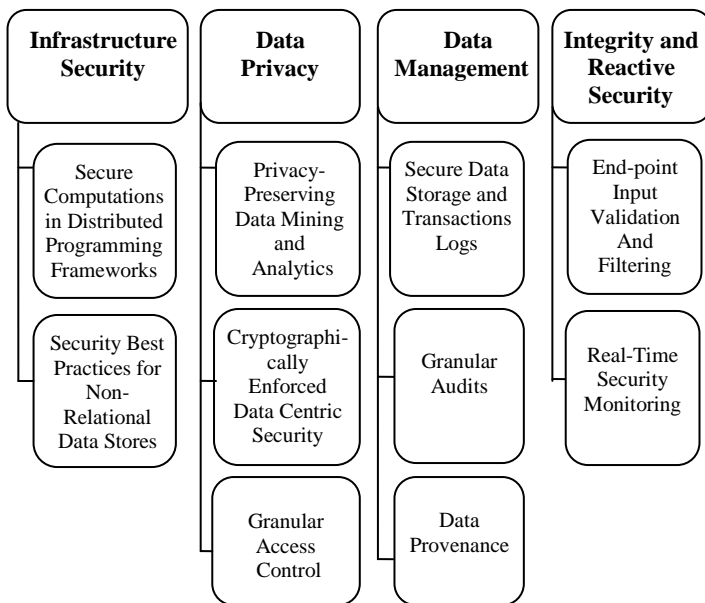 Infrastructure
Security
Secure
Computations
in Distributed
Programming
Frameworks
Security Best
Practices for
Non-
Relational
Data Stores
Data
Privacy
Privacy-
Preserving
Data Mining
and
Analytics
Cryptographi-
cally
Enforced
Data Centric
Security
Granular
Access
Control
Data
Management
Secure Data
Storage and
Transactions
Logs
Granular
Audits
Data
Provenance
Integrity and
Reactive
Security
End-point
Input
Validation
And
Filtering
Real-Time
Security
Monitoring